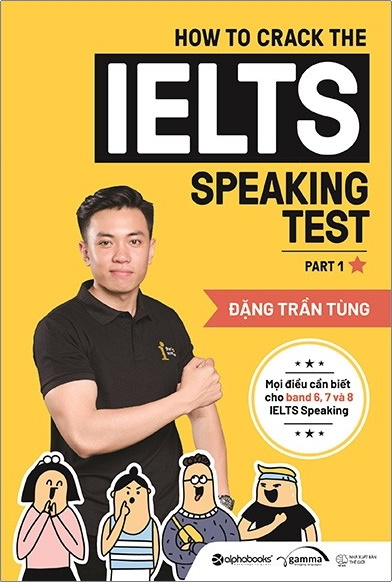 HOW TO CRACK THE
IELTS
SPEAKING
TEST
PART 1
ĐẶNG TRẦN TÙNG
Mọi điều cần biết
cho band 6, 7 và 8
IELTS Speaking
alphabooks
gamma
NHÀ XUẤT BẢN
THẾ GIỚI